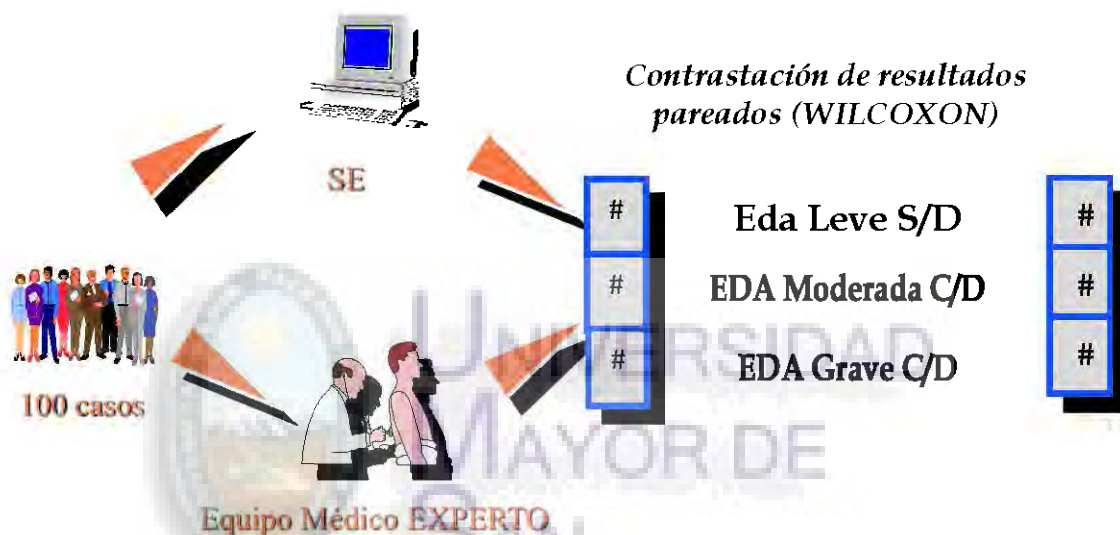 Contrastación de resultados
pareados (WILCOXON)
SE
#
Eda Leve S/D
#
#
EDA Moderada C/D
#
#
EDA Grave C/D
#
100 casos
Equipo Médico EXPERTO
UNIVERSIDAD
MAYOR DE